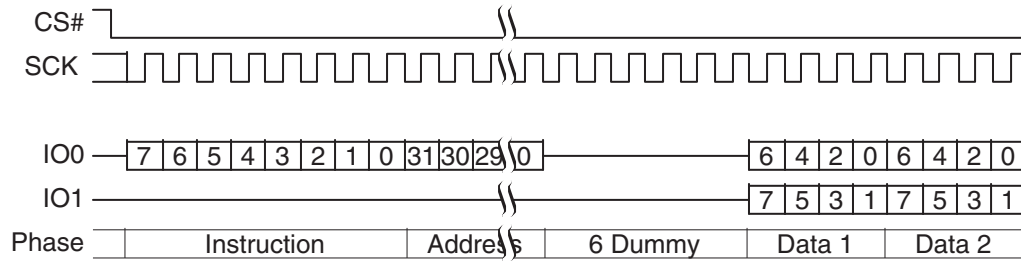 CS#
SCK
IO0 7 6 5 4 3 2 1 0 31 30 29 0 6 4 2 0 6 4 2 0
IO1 7 5 3 1 7 5 3 1
Phase Instruction Address 6 Dummy Data 1 Data 2